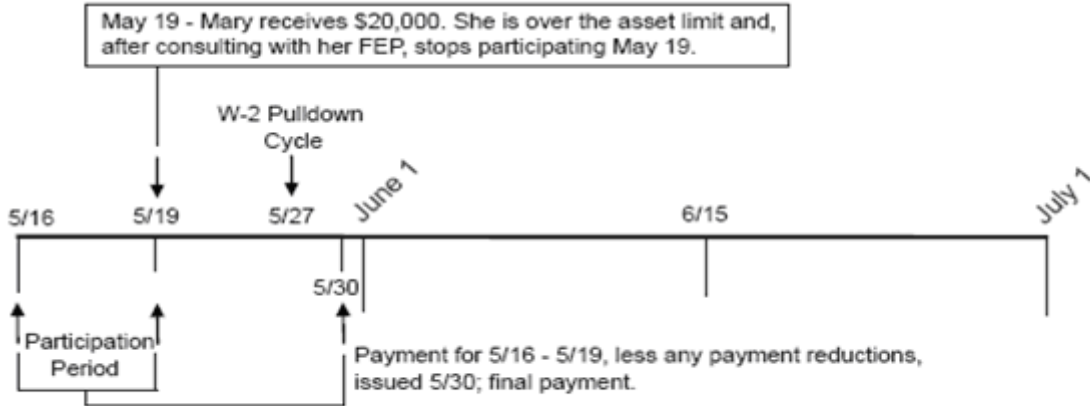 May 19 - Mary receives $20,000. She is over the asset limit and,
after consulting with her FEP, stops participating May 19.
W-2 Pulldown
Cycle
5/16
5/19
5/27
June 1
6/15
July 1
5/30
Participation
Period
Payment for 5/16 - 5/19, less any payment reductions,
issued 5/30; final payment.